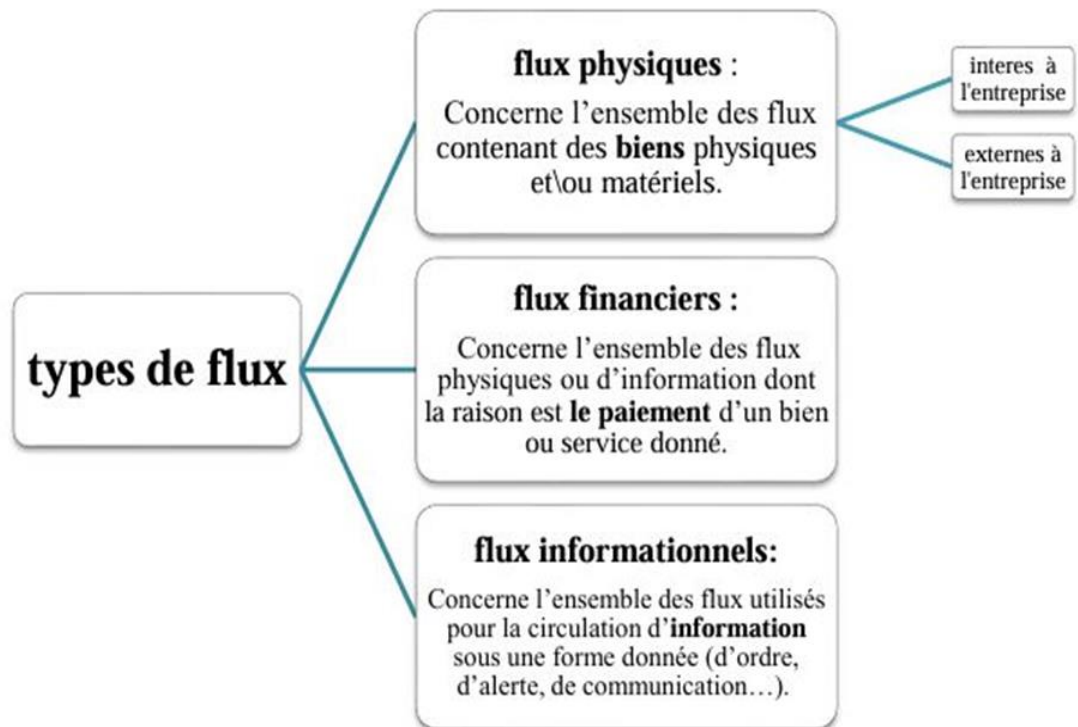 types de flux
flux physiques :
Concerne l’ensemble des flux
contenant des biens physiques
et\ou matériels.
interes à
l'entreprise
externes à
l'entreprise
flux financiers :
Concerne l’ensemble des flux
physiques ou d’information dont
la raison est le paiement d’un bien
ou service donné.
flux informationnels:
Concerne l’ensemble des flux utilisés
pour la circulation d’information
sous une forme donnée (d’ordre,
d’alerte, de communication…).